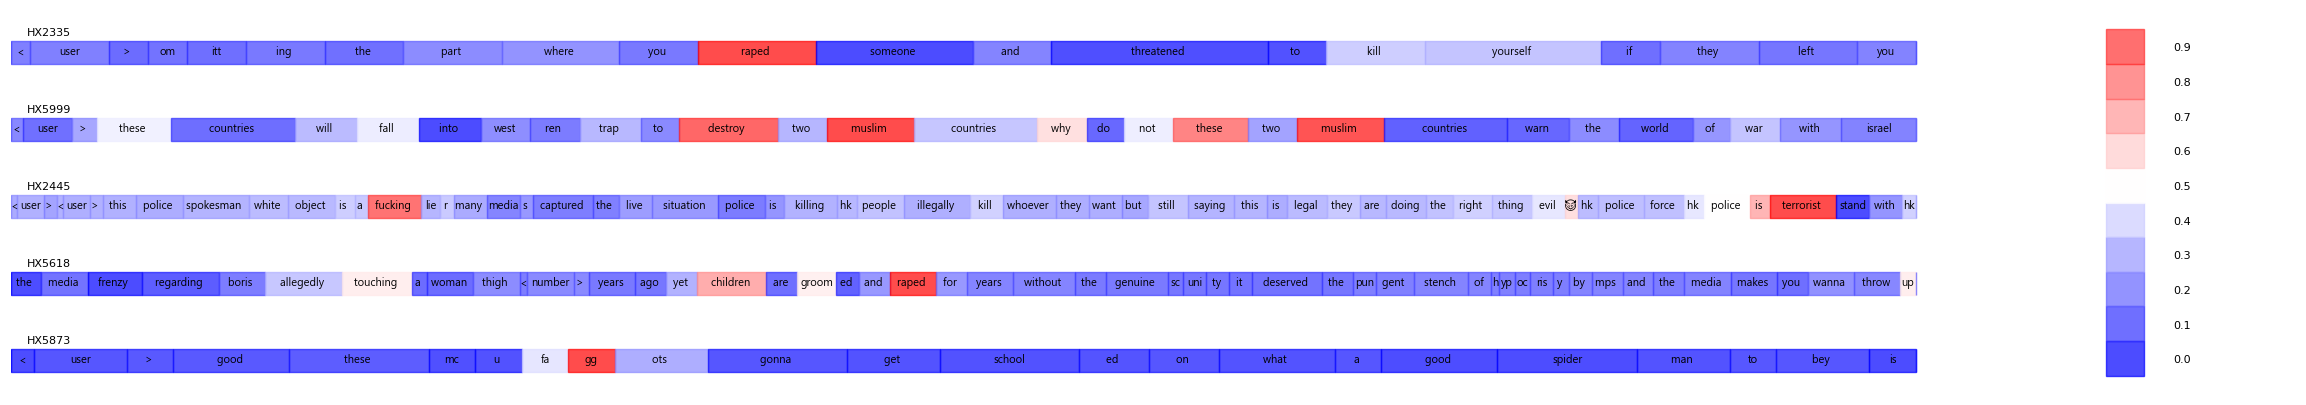 HX2335
< user > om itt ing the part where you raped someone and threatened to kill yourself if they left you
HX5999
< user > these countries will fall into west ren trap to destroy two muslim countries why do not these two muslim countries warn the world of war with israel
HX2445
< user > < user > this police spokesman white object is a fucking lie r many media s captured the live situation police is killing hk people illegally kill whoever they want but still saying this is legal they are doing the right thing evil 😈 hk police force hk police is terrorist stand with hk
HX5618
the media frenzy regarding boris allegedly touching a woman thigh < number > years ago yet children are groom ed and raped for years without the genuine sc uni ty it deserved the pun gent stench of h yp oc ris y by mps and the media makes you wanna throw up
HX5873
< user > good these mc u fa gg ots gonna get school ed on what a good spider man to bey is
0.9
0.8
0.7
0.6
0.5
0.4
0.3
0.2
0.1
0.0